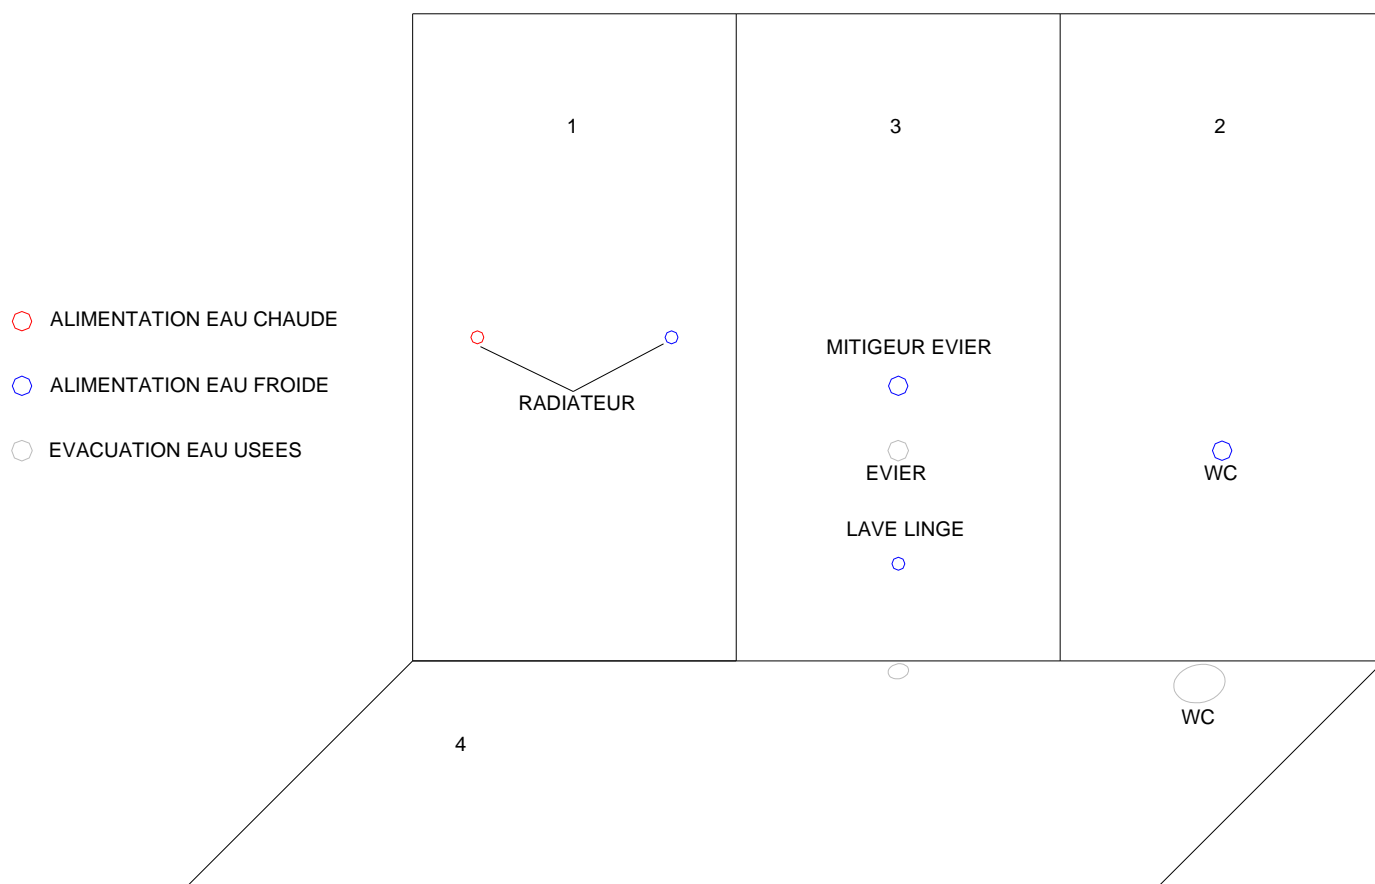 1
3
2
ALIMENTATION EAU CHAUDE
MITIGEUR EVIER
ALIMENTATION EAU FROIDE
RADIATEUR
EVACUATION EAU USEES
EVIER
WC
LAVE LINGE
WC
4